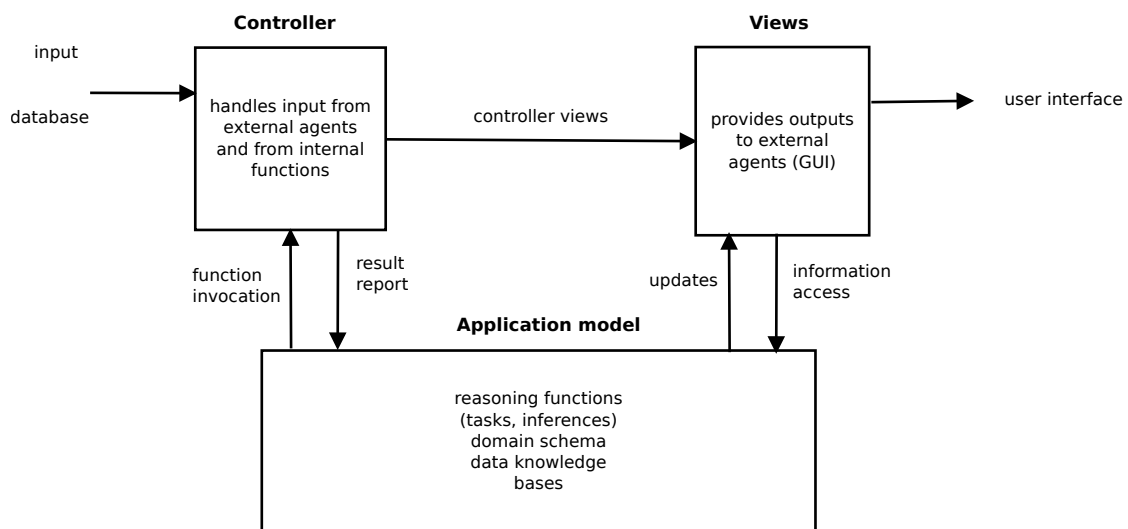 Controller
Views
input
database
handles input from
external agents
and from internal
functions
controller views
provides outputs
to external
agents (GUI)
user interface
function
invocation
result
report
updates
information
access
Application model
reasoning functions
(tasks, inferences)
domain schema
data knowledge
bases